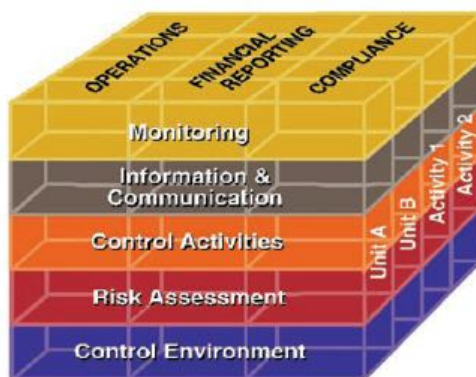 OPERATIONS
FINANCIAL
REPORTING
COMPLIANCE
Monitoring
Information &
Communication
Control Activities
Risk Assessment
Control Environment
Unit A
Unit B
Activity 1
Activity 2